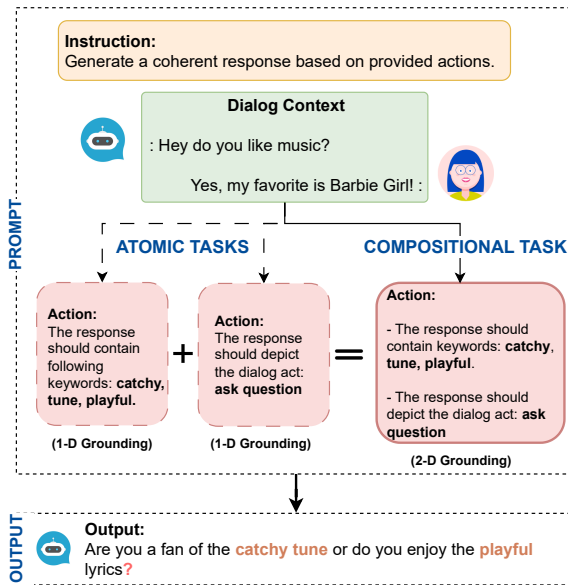 Instruction:
Generate a coherent response based on provided actions.
Dialog Context
: Hey do you like music?
Yes, my favorite is Barbie Girl! :
PROMPT
ATOMIC TASKS
COMPOSITIONAL TASK
Action:
The response
should contain
following
keywords: catchy,
tune, playful.
(1-D Grounding)
+
Action:
The response
should depict
the dialog act:
ask question
(1-D Grounding)
=
Action:
- The response should
contain keywords: catchy,
tune, playful.
- The response should
depict the dialog act: ask
question
(2-D Grounding)
OUTPUT
Output:
Are you a fan of the catchy tune or do you enjoy the playful
lyrics?